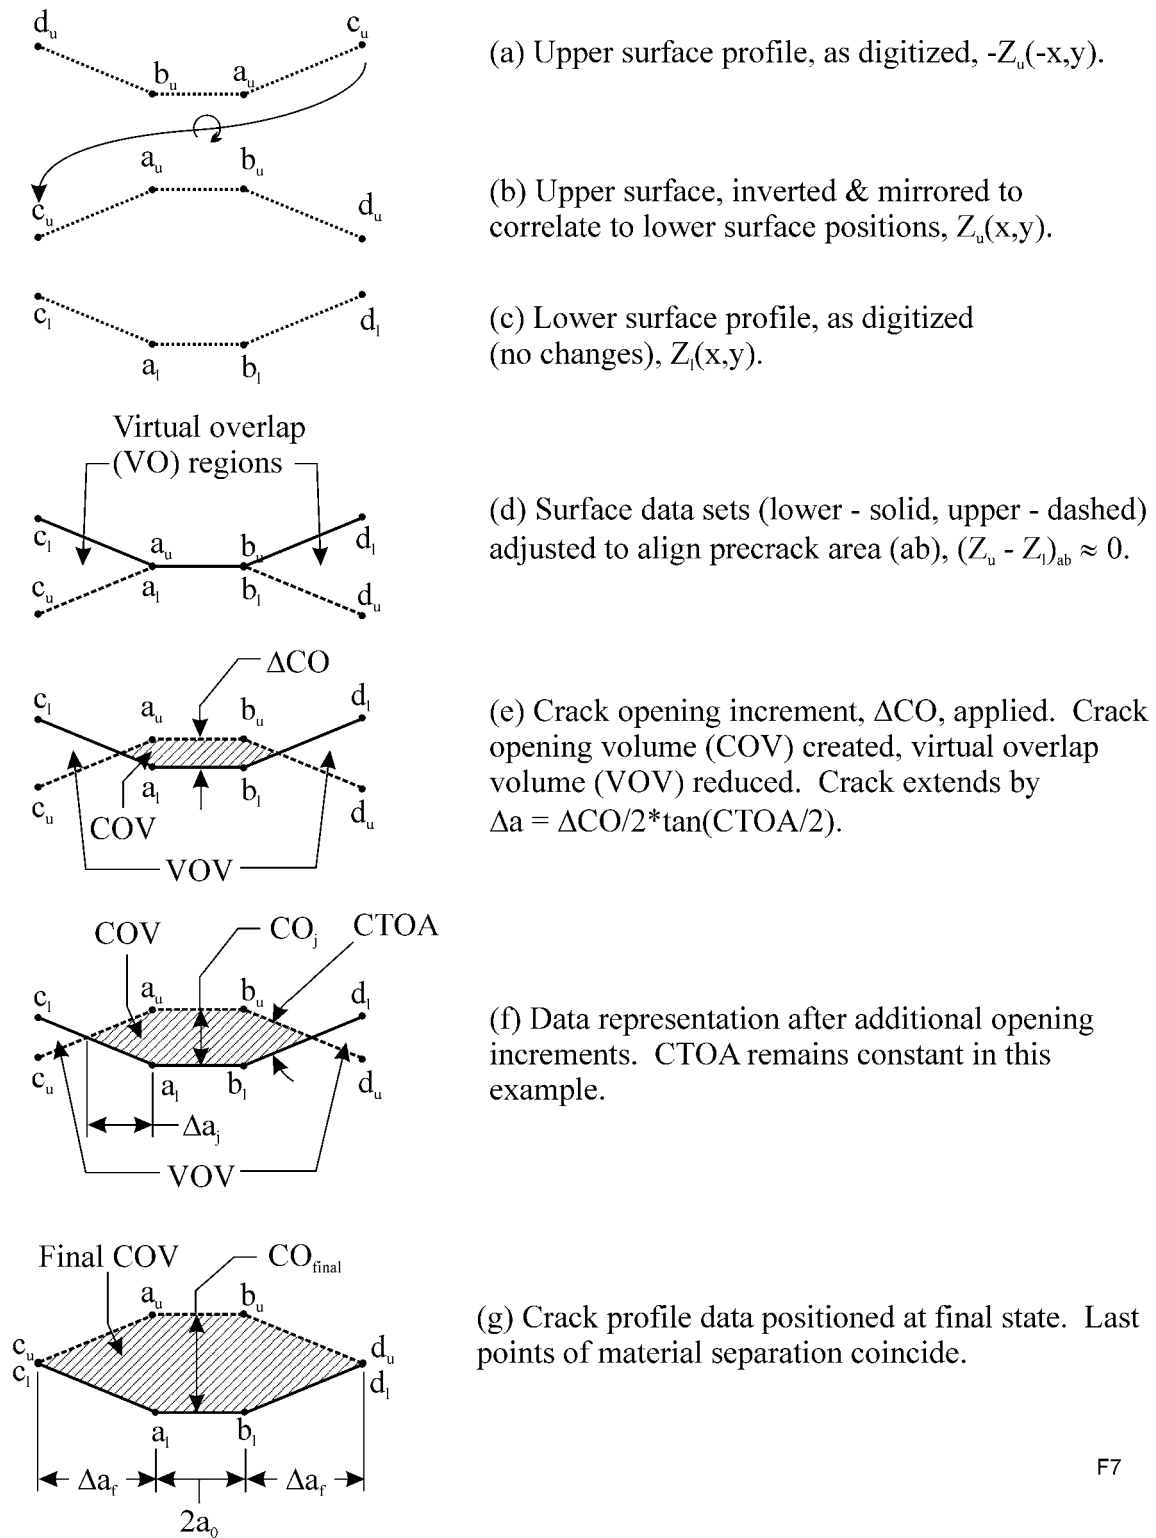 d_u
c_u
b_u a_u
(a) Upper surface profile, as digitized, -Z_u(-x,y).
a_u b_u
c_u d_u
(b) Upper surface, inverted & mirrored to
correlate to lower surface positions, Z_u(x,y).
c_l d_l
a_l b_l
(c) Lower surface profile, as digitized
(no changes), Z_l(x,y).
Virtual overlap
(VO) regions
c_l a_u b_u d_l
c_u a_l b_l d_u
(d) Surface data sets (lower - solid, upper - dashed)
adjusted to align precrack area (ab), (Z_u - Z_l)_ab ≈ 0.
ΔCO
c_l a_u b_u d_l
c_u a_l b_l d_u
COV
VOV
(e) Crack opening increment, ΔCO, applied. Crack
opening volume (COV) created, virtual overlap
volume (VOV) reduced. Crack extends by
Δa = ΔCO/2*tan(CTOA/2).
COV CO_j CTOA
c_l a_u b_u d_l
c_u a_l b_l d_u
Δa_j
VOV
(f) Data representation after additional opening
increments. CTOA remains constant in this
example.
Final COV CO_final
a_u b_u
c_u d_u
c_l d_l
a_l b_l
Δa_f Δa_f
2a_0
(g) Crack profile data positioned at final state. Last
points of material separation coincide.
F7